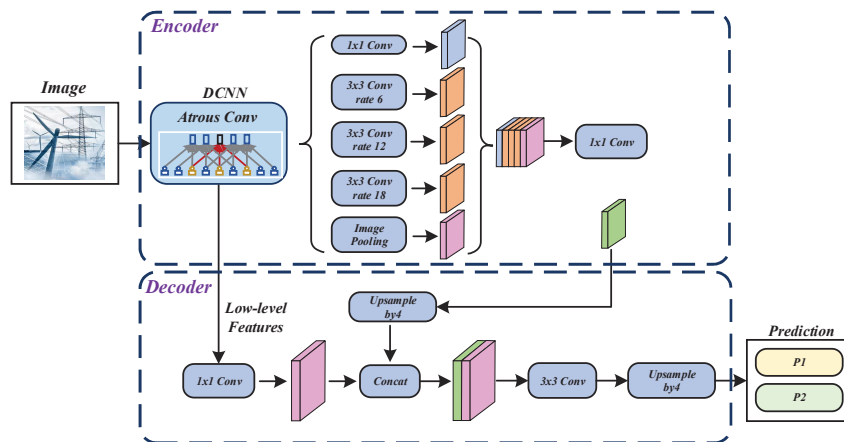 Encoder
Image
DCNN
Atrous Conv
1x1 Conv
3x3 Conv
rate 6
3x3 Conv
rate 12
3x3 Conv
rate 18
Image
Pooling
1x1 Conv
Decoder
Low-level
Features
Upsample
by4
1x1 Conv
Concat
3x3 Conv
Upsample
by4
Prediction
P1
P2